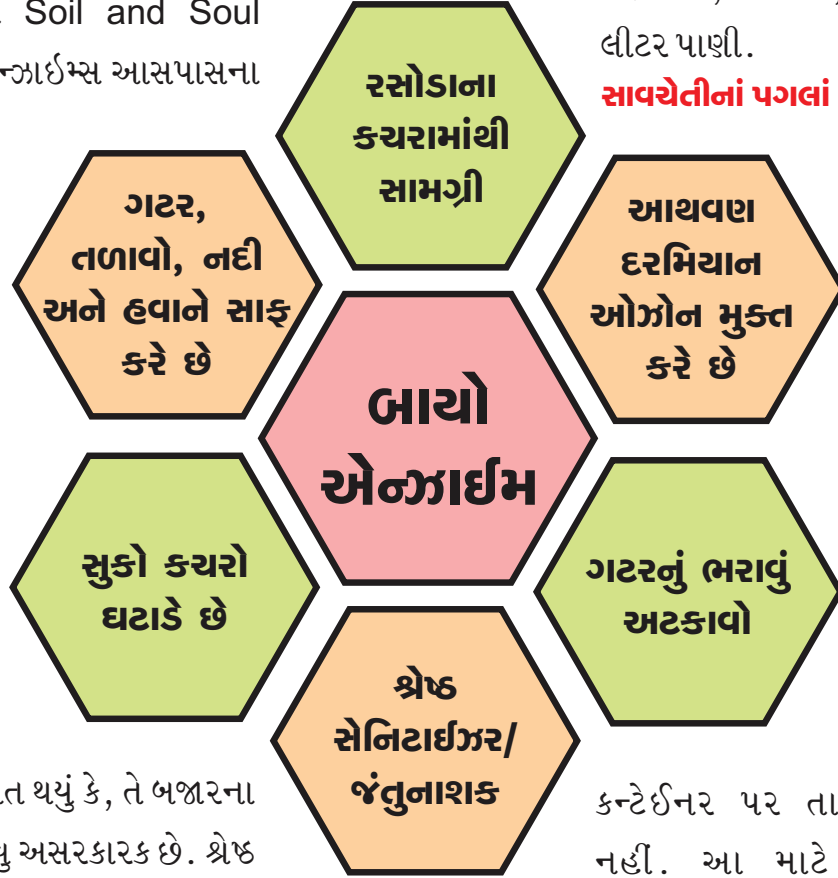 Soil and Soul
આસપાસના
લીટર પાણી.
સાવચેતીનાં પગલાં
રસોડાના
કચરામાંથી
સામગ્રી
ગટર,
તળાવો, નદી
અને હવાને સાફ
કરે છે
આથવણ
દરમિયાન
ઓઝોન મુક્ત
કરે છે
બાયો
એન્ઝાઈમ
સુકો કચરો
ઘટાડે છે
ગટરનું ભરાવું
અટકાવો
શ્રેષ્ઠ
સેનિટાઈઝર/
જંતુનાશક
થયું કે, તે બજારના
અસરકારક છે. શ્રેષ્ઠ
કન્ટેઈનર પર
નહીં. આ માટે